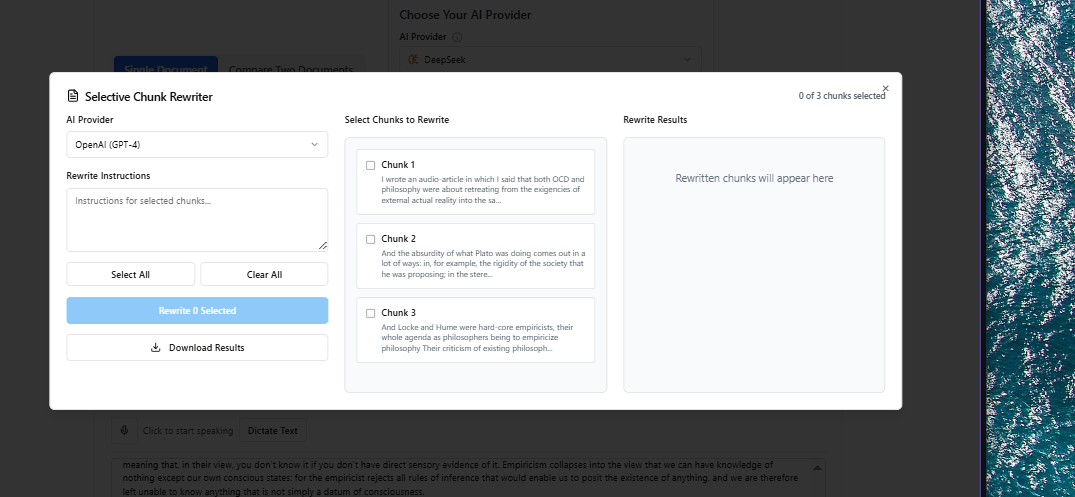 Choose Your AI Provider
AI Provider
DeepSeek
Single Document
Compare Two Documents
Selective Chunk Rewriter
0 of 3 chunks selected
AI Provider
OpenAI (GPT-4)
Rewrite Instructions
Instructions for selected chunks...
Select All
Clear All
Rewrite 0 Selected
Download Results
Select Chunks to Rewrite
Chunk 1
I wrote an audio-article in which I said that both OCD and
philosophy were about retreating from the exigencies of
external actual reality into the sa...
Chunk 2
And the absurdity of what Plato was doing comes out in a
lot of ways: in, for example, the rigidity of the society that
he was proposing; in the stere...
Chunk 3
And Locke and Hume were hard-core empiricists, their
whole agenda as philosophers being to empiricize
philosophy Their criticism of existing philosoph...
Rewrite Results
Rewritten chunks will appear here
Click to start speaking
Dictate Text
meaning that, in their view, you don't know it if you don't have direct sensory evidence of it. Empiricism collapses into the view that we can have knowledge of
nothing except our own conscious states: for the empiricist rejects all rules of inference that would enable us to posit the existence of anything, and we are therefore
left unable to know anything that is not simply a datum of consciousness.